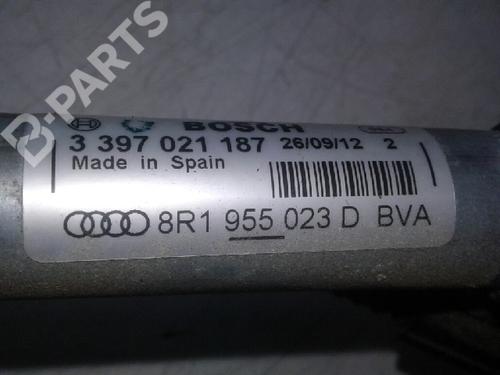 B-PARTS
BOSCH
3 397 021 187 26/09/12 2
Made in Spain
8R1 955 023 D BVA